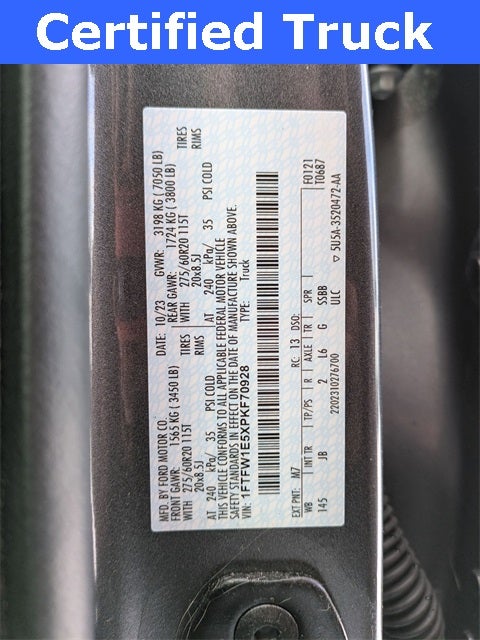 Certified Truck
MFD. BY FORD MOTOR CO.
DATE: 10/23 GVWR: 3198 KG ( 7050 LB)
FRONT GAWR: 1565 KG ( 3450 LB) REAR GAWR: 1724 KG ( 3800 LB)
WITH 275/60R20 115T TIRES WITH 275/60R20 115T TIRES
20x8.5J RIMS 20x8.5J RIMS
AT 240 kPa/ 35 PSI COLD AT 240 kPa/ 35 PSI COLD
THIS VEHICLE CONFORMS TO ALL APPLICABLE FEDERAL MOTOR VEHICLE
SAFETY STANDARDS IN EFFECT ON THE DATE OF MANUFACTURE SHOWN ABOVE.
VIN: 1FTFW1E5XPKF70928 TYPE: Truck
F0121
T0687
EXT PNT: M7 RC: 13 DSO:
WB INT TR TP/PS R AXLE TR SPR
145 JB 2 L6 G SSBB
2202310276700 ULC
▽ 5U5A-3520472-AA